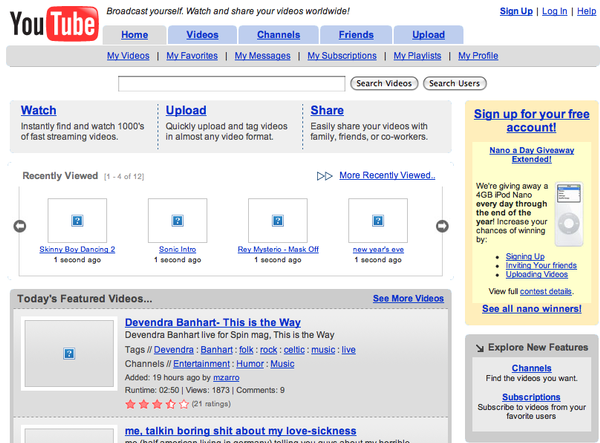 YouTube
Broadcast yourself. Watch and share your videos worldwide!
Sign Up | Log In | Help
Home Videos Channels Friends Upload
My Videos | My Favorites | My Messages | My Subscriptions | My Playlists | My Profile
Search Videos Search Users
Watch
Instantly find and watch 1000's
of fast streaming videos.
Upload
Quickly upload and tag videos
in almost any video format.
Share
Easily share your videos with
family, friends, or co-workers.
Recently Viewed [1 - 4 of 12]
More Recently Viewed..
Skinny Boy Dancing 2
1 second ago
Sonic Intro
1 second ago
Rey Mysterio - Mask Off
1 second ago
new year's eve
1 second ago
Today's Featured Videos...
See More Videos
Devendra Banhart- This is the Way
Devendra Banhart live for Spin mag, This is the Way
Tags // Devendra : Banhart : folk : rock : celtic : music : live
Channels // Entertainment : Humor : Music
Added: 19 hours ago by mzarro
Runtime: 02:50 | Views: 1873 | Comments: 9
(21 ratings)
me, talkin boring shit about my love-sickness
me (half american living in germany) telling you guys about my horrible
Sign up for your free
account!
Nano a Day Giveaway
Extended!
We're giving away a
4GB iPod Nano
every day through
the end of the
year! Increase your
chances of winning
by:
• Signing Up
• Inviting Your friends
• Uploading Videos
View full contest details.
See all nano winners!
Explore New Features
Channels
Find the videos you want.
Subscriptions
Subscribe to videos from your
favorite users